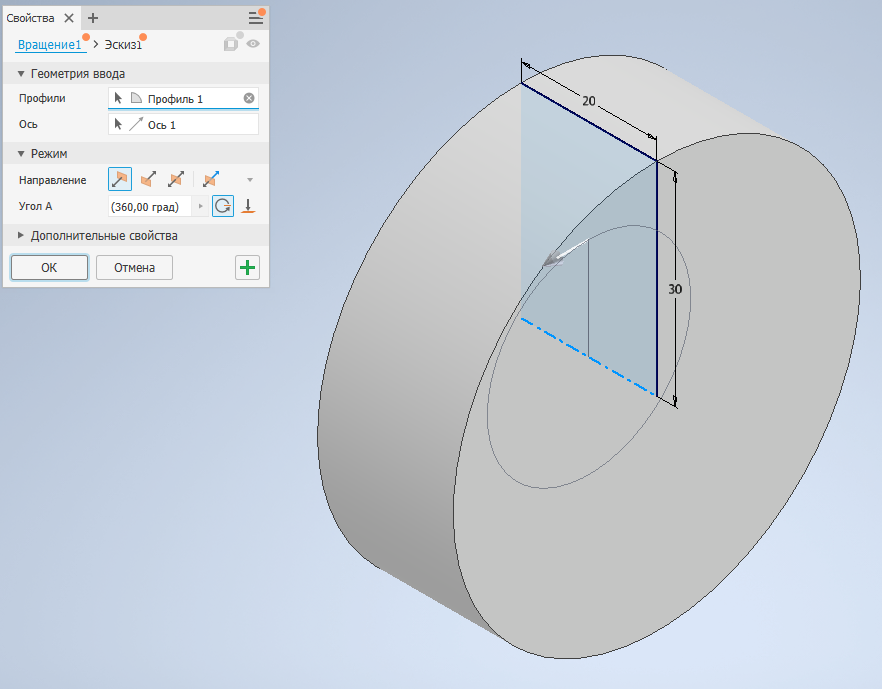 Свойства
Вращение1 > Эскиз1
Геометрия ввода
Профили Профиль 1
Ось Ось 1
Режим
Направление
Угол A (360,00 град)
Дополнительные свойства
OK Отмена
20
30